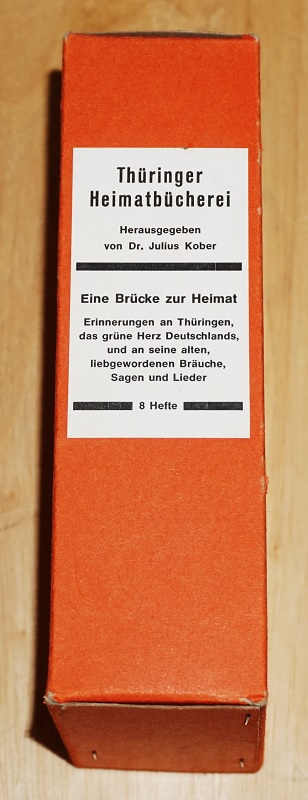 Thüringer
Heimatbücherei
Herausgegeben
von Dr. Julius Kober
Eine Brücke zur Heimat
Erinnerungen an Thüringen,
das grüne Herz Deutschlands,
und an seine alten,
liebgewordenen Bräuche,
Sagen und Lieder
8 Hefte